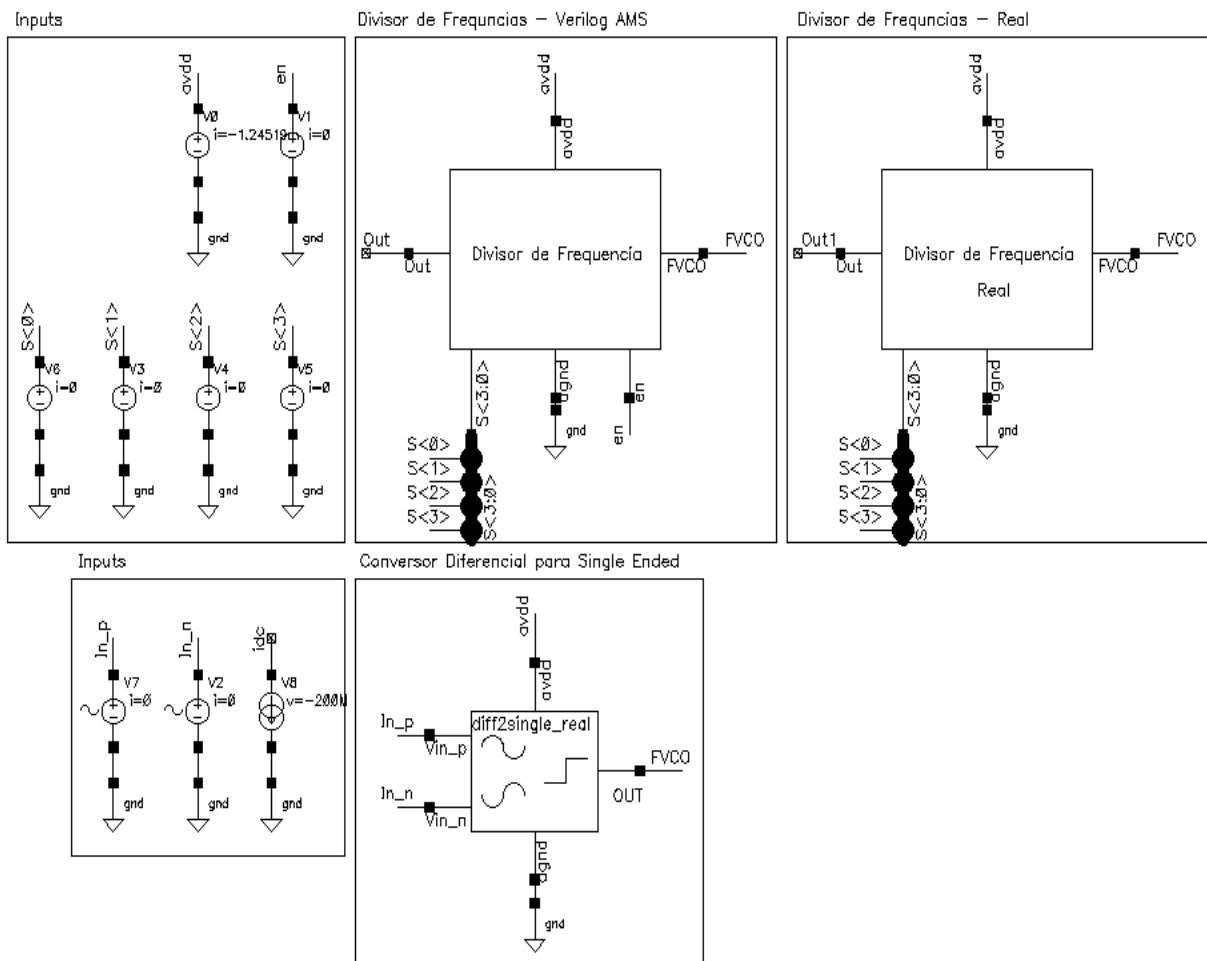 Inputs
avdd
en
V0
i=-1.24519m
V1
i=0
gnd
gnd
S<0>
S<1>
S<2>
S<3>
V6
i=0
V3
i=0
V4
i=0
V5
i=0
gnd
gnd
gnd
gnd
Divisor de Frequncias - Verilog AMS
avdd
avdd
Out
Out
Divisor de Frequencía
FVCO
FVCO
S<3:0>
agnd
en
gnd
en
S<0>
S<1>
S<2>
S<3>
S<3:0>
Divisor de Frequncias - Real
avdd
avdd
Out1
Out
Divisor de Frequencía
Real
FVCO
FVCO
S<3:0>
agnd
gnd
S<0>
S<1>
S<2>
S<3>
S<3:0>
Inputs
In_p
In_n
idc
V7
i=0
V2
i=0
V8
gnd
gnd
gnd
Conversor Diferencial para Single Ended
avdd
avdd
diff2single_real
In_p
Vin_p
In_n
Vin_n
FVCO
OUT
agnd
gnd